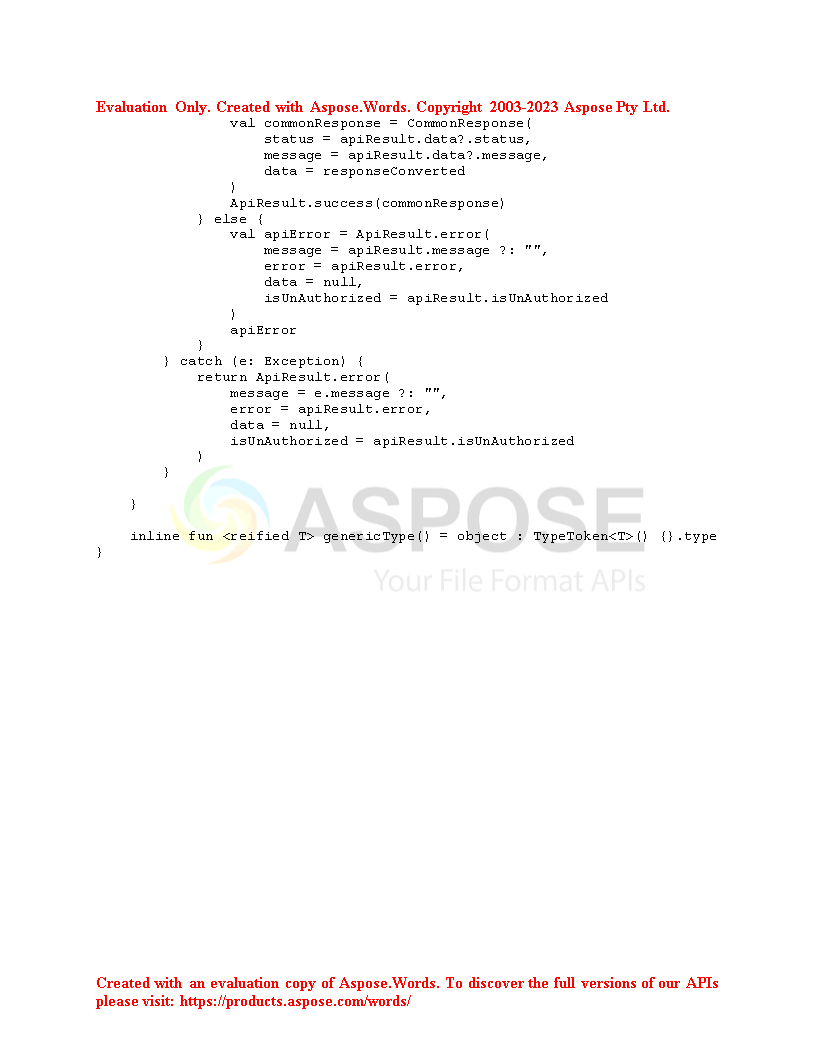 Evaluation Only. Created with Aspose.Words. Copyright 2003-2023 Aspose Pty Ltd.
                val commonResponse = CommonResponse(
                    status = apiResult.data?.status,
                    message = apiResult.data?.message,
                    data = responseConverted
                )
                ApiResult.success(commonResponse)
            } else {
                val apiError = ApiResult.error(
                    message = apiResult.message ?: "",
                    error = apiResult.error,
                    data = null,
                    isUnAuthorized = apiResult.isUnAuthorized
                )
                apiError
            }
        } catch (e: Exception) {
            return ApiResult.error(
                message = e.message ?: "",
                error = apiResult.error,
                data = null,
                isUnAuthorized = apiResult.isUnAuthorized
            )
        }
    }
ASPOSE
    inline fun <reified T> genericType() = object : TypeToken<T>() {}.type
}
Your File Format APIs
Created with an evaluation copy of Aspose.Words. To discover the full versions of our APIs
please visit: https://products.aspose.com/words/